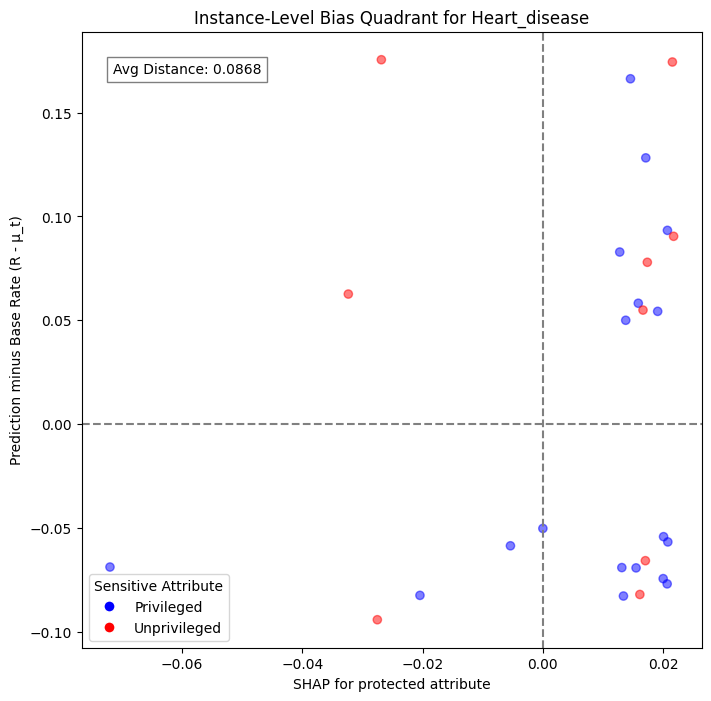 Instance-Level Bias Quadrant for Heart_disease
Avg Distance: 0.0868
Prediction minus Base Rate (R - μ_t)
0.15
0.10
0.05
0.00
−0.05
−0.10
Sensitive Attribute
Privileged
Unprivileged
−0.06
−0.04
−0.02
0.00
0.02
SHAP for protected attribute